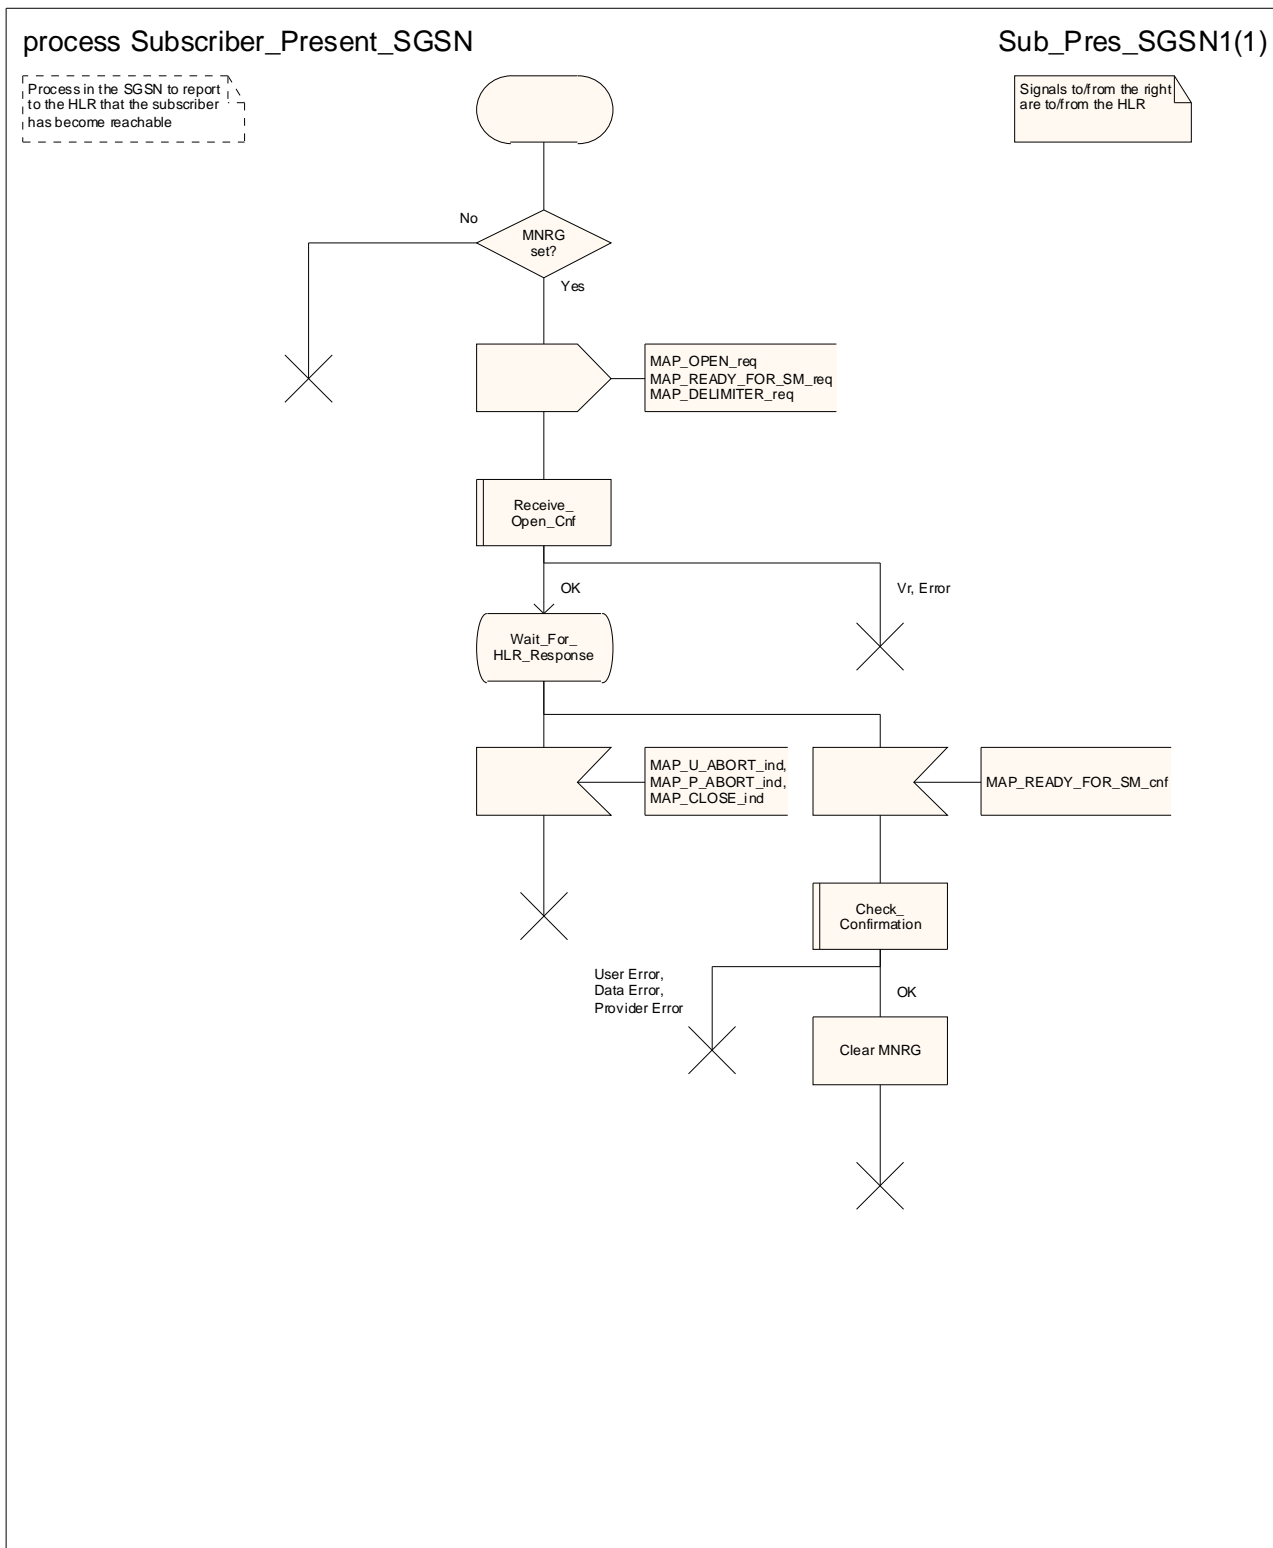 process Subscriber_Present_SGSN
Sub_Pres_SGSN1(1)
Process in the SGSN to report
to the HLR that the subscriber
has become reachable
Signals to/from the right
are to/from the HLR
No
MNRG
set?
Yes
MAP_OPEN_req
MAP_READY_FOR_SM_req
MAP_DELIMITER_req
Receive_
Open_Cnf
OK
Vr, Error
Wait_For_
HLR_Response
MAP_U_ABORT_ind,
MAP_P_ABORT_ind,
MAP_CLOSE_ind
MAP_READY_FOR_SM_cnf
Check_
Confirmation
User Error,
Data Error,
Provider Error
OK
Clear MNRG